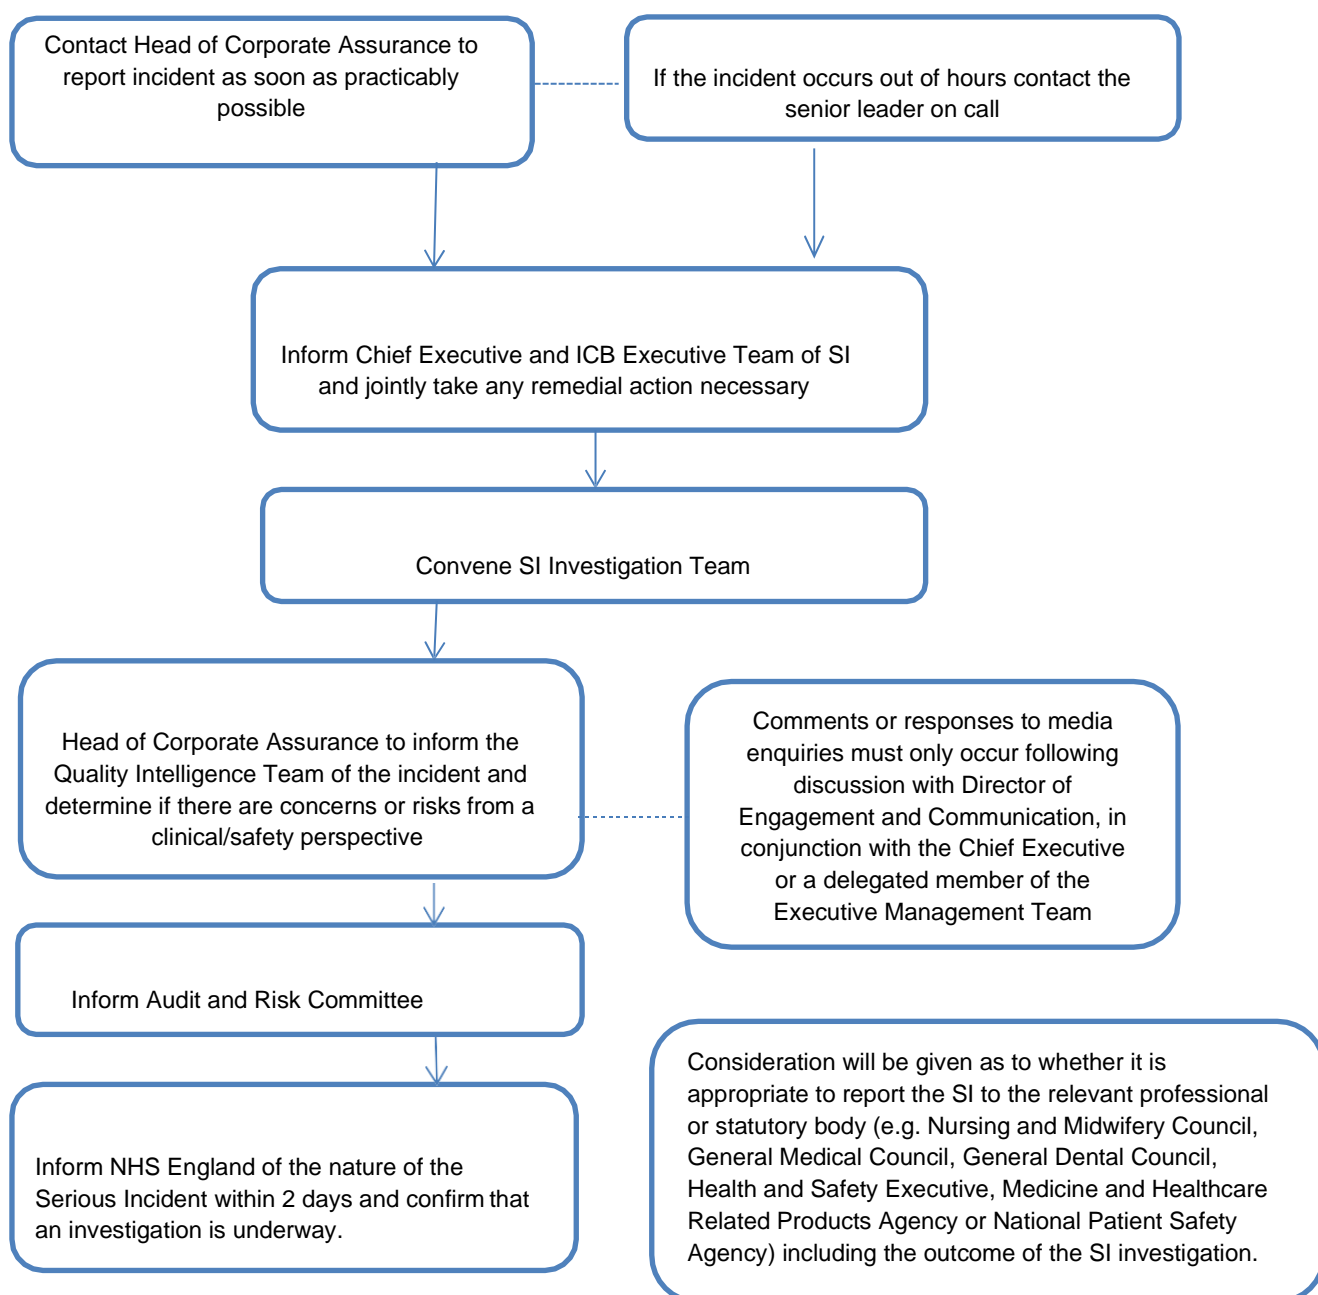 Contact Head of Corporate Assurance to
report incident as soon as practicably
possible
If the incident occurs out of hours contact the
senior leader on call
Inform Chief Executive and ICB Executive Team of SI
and jointly take any remedial action necessary
Convene SI Investigation Team
Head of Corporate Assurance to inform the
Quality Intelligence Team of the incident and
determine if there are concerns or risks from a
clinical/safety perspective
Comments or responses to media
enquiries must only occur following
discussion with Director of
Engagement and Communication, in
conjunction with the Chief Executive
or a delegated member of the
Executive Management Team
Inform Audit and Risk Committee
Inform NHS England of the nature of the
Serious Incident within 2 days and confirm that
an investigation is underway.
Consideration will be given as to whether it is
appropriate to report the SI to the relevant professional
or statutory body (e.g. Nursing and Midwifery Council,
General Medical Council, General Dental Council,
Health and Safety Executive, Medicine and Healthcare
Related Products Agency or National Patient Safety
Agency) including the outcome of the SI investigation.